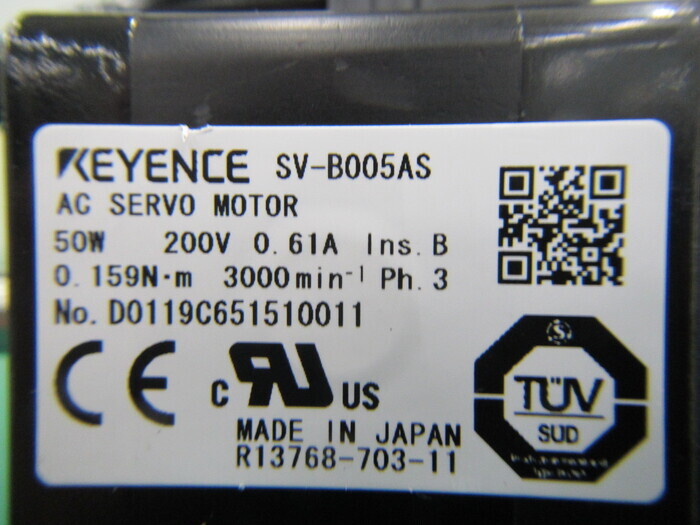 KEYENCE SV-B005AS
AC SERVO MOTOR
50W 200V 0.61A Ins.B
0.159N·m 3000min⁻¹ Ph.3
No. D0119C651510011
CE c RU US
MADE IN JAPAN
R13768-703-11
S
TÜV
SUD